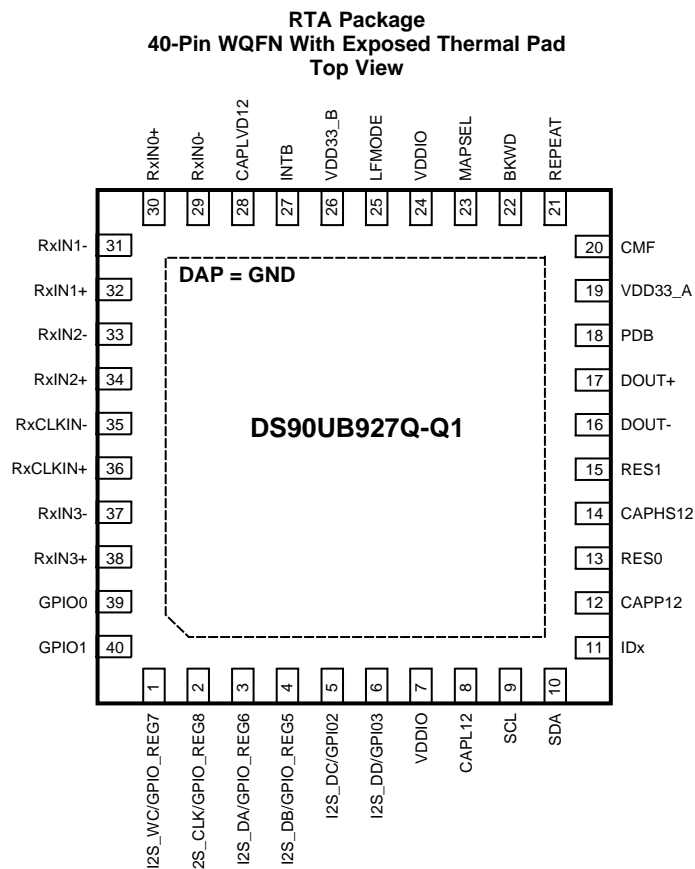 RTA Package
40-Pin WQFN With Exposed Thermal Pad
Top View
RxIN0+
RxIN0-
CAPLVD12
INTB
VDD33_B
LFMODE
VDDIO
MAPSEL
BKWD
REPEAT
30
29
28
27
26
25
24
23
22
21
RxIN1- 31
RxIN1+ 32
RxIN2- 33
RxIN2+ 34
RxCLKIN- 35
RxCLKIN+ 36
RxIN3- 37
RxIN3+ 38
GPIO0 39
GPIO1 40
DAP = GND
DS90UB927Q-Q1
20 CMF
19 VDD33_A
18 PDB
17 DOUT+
16 DOUT-
15 RES1
14 CAPHS12
13 RES0
12 CAPP12
11 IDx
1
2
3
4
5
6
7
8
9
10
I2S_WC/GPIO_REG7
2S_CLK/GPIO_REG8
I2S_DA/GPIO_REG6
I2S_DB/GPIO_REG5
I2S_DC/GPI02
I2S_DD/GPI03
VDDIO
CAPL12
SCL
SDA